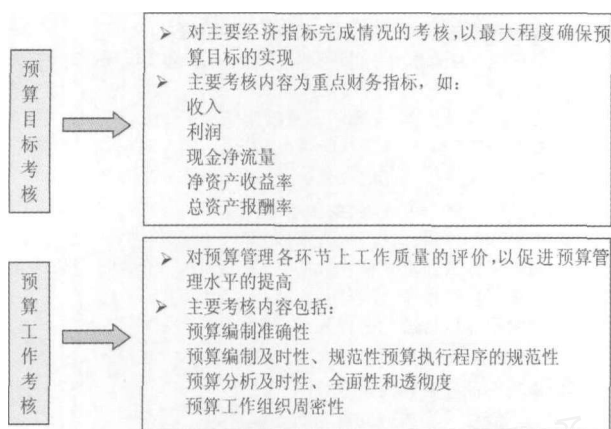 预算目标考核
➢ 对主要经济指标完成情况的考核,以最大程度确保预
算目标的实现
➢ 主要考核内容为重点财务指标，如：
收入
利润
现金净流量
净资产收益率
总资产报酬率
预算工作考核
➢ 对预算管理各环节上工作质量的评价,以促进预算管
理水平的提高
➢ 主要考核内容包括：
预算编制准确性
预算编制及时性、规范性预算执行程序的规范性
预算分析及时性、全面性和透彻度
预算工作组织周密性